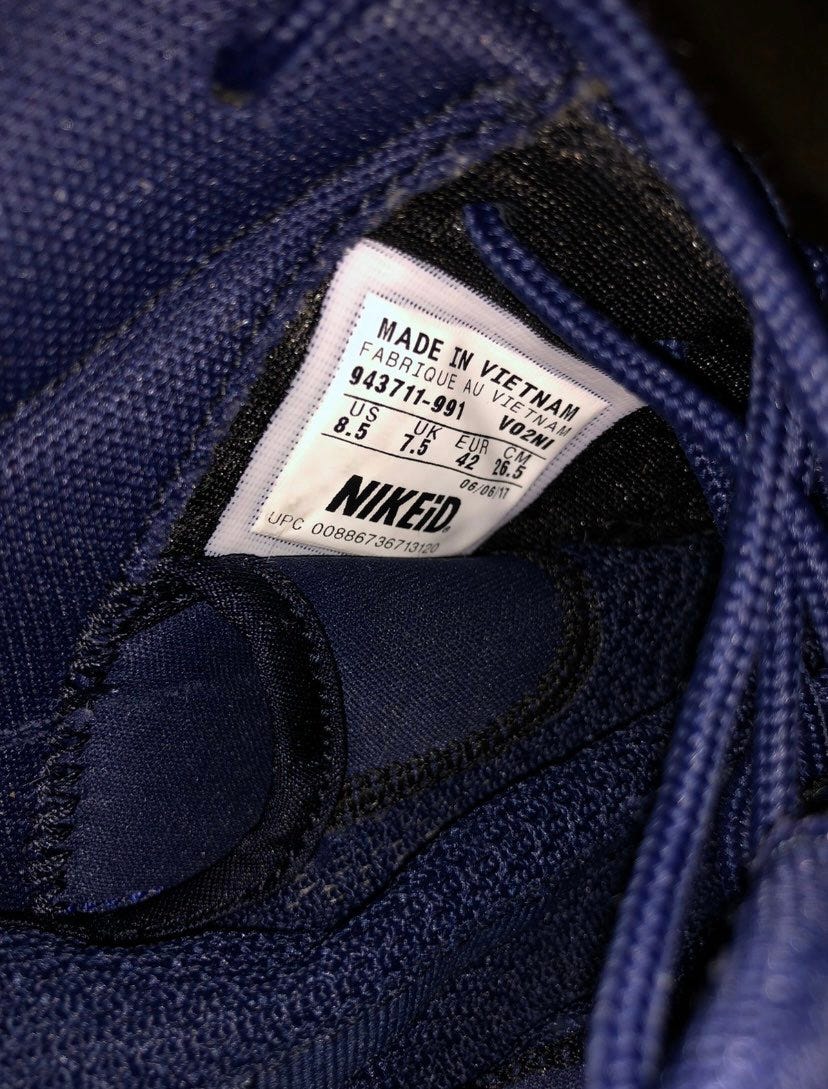 MADE IN VIETNAM
FABRIQUE AU VIETNAM
943711-991 VO2NI
US UK EUR CM
8.5 7.5 42 26.5
06/06/17
NIKEiD.
UPC 00886736713120